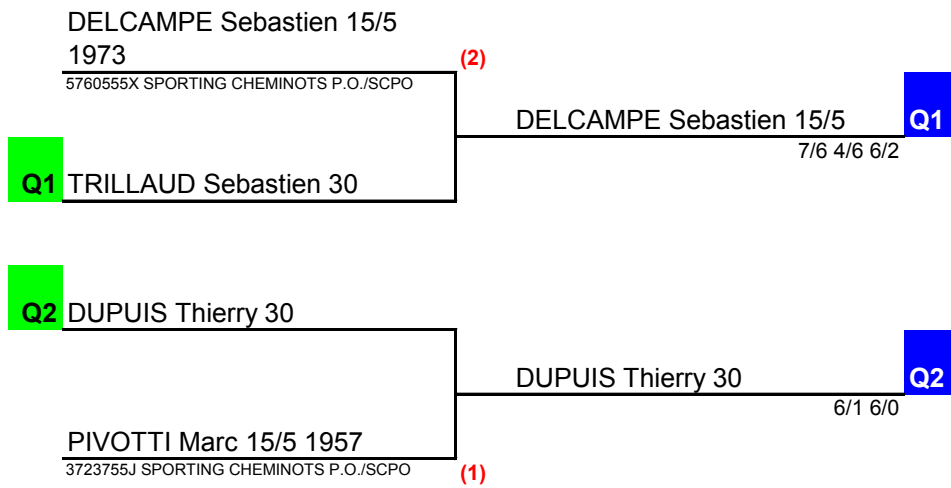 DELCAMPE Sebastien 15/5
1973
(2)
5760555X SPORTING CHEMINOTS P.O./SCPO
DELCAMPE Sebastien 15/5
Q1
7/6 4/6 6/2
Q1 TRILLAUD Sebastien 30
Q2 DUPUIS Thierry 30
DUPUIS Thierry 30
Q2
6/1 6/0
PIVOTTI Marc 15/5 1957
3723755J SPORTING CHEMINOTS P.O./SCPO
(1)